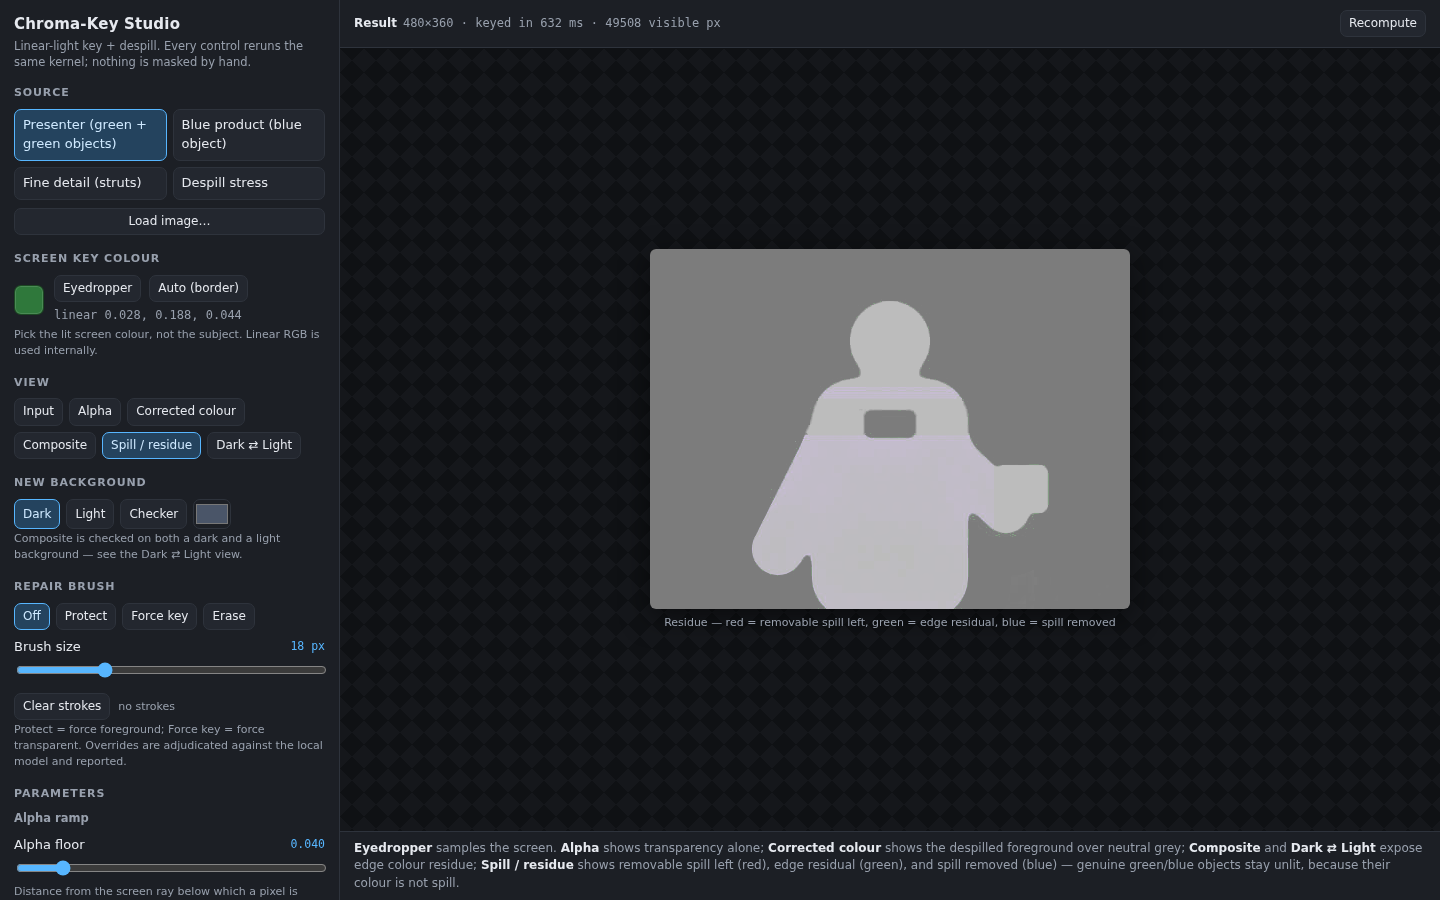 Chroma-Key Studio
Linear-light key + despill. Every control reruns the
same kernel; nothing is masked by hand.
SOURCE
Presenter (green +
green objects)
Blue product (blue
object)
Fine detail (struts)
Despill stress
Load image…
SCREEN KEY COLOUR
Eyedropper
Auto (border)
linear 0.028, 0.188, 0.044
Pick the lit screen colour, not the subject. Linear RGB is
used internally.
VIEW
Input
Alpha
Corrected colour
Composite
Spill / residue
Dark ⇄ Light
NEW BACKGROUND
Dark
Light
Checker
Composite is checked on both a dark and a light
background — see the Dark ⇄ Light view.
REPAIR BRUSH
Off
Protect
Force key
Erase
Brush size
18 px
Clear strokes
no strokes
Protect = force foreground; Force key = force
transparent. Overrides are adjudicated against the local
model and reported.
PARAMETERS
Alpha ramp
Alpha floor
0.040
Distance from the screen ray below which a pixel is
Result 480×360 · keyed in 632 ms · 49508 visible px
Recompute
Residue — red = removable spill left, green = edge residual, blue = spill removed
Eyedropper samples the screen. Alpha shows transparency alone; Corrected colour shows the despilled foreground over neutral grey; Composite and Dark ⇄ Light expose
edge colour residue; Spill / residue shows removable spill left (red), edge residual (green), and spill removed (blue) — genuine green/blue objects stay unlit, because their
colour is not spill.